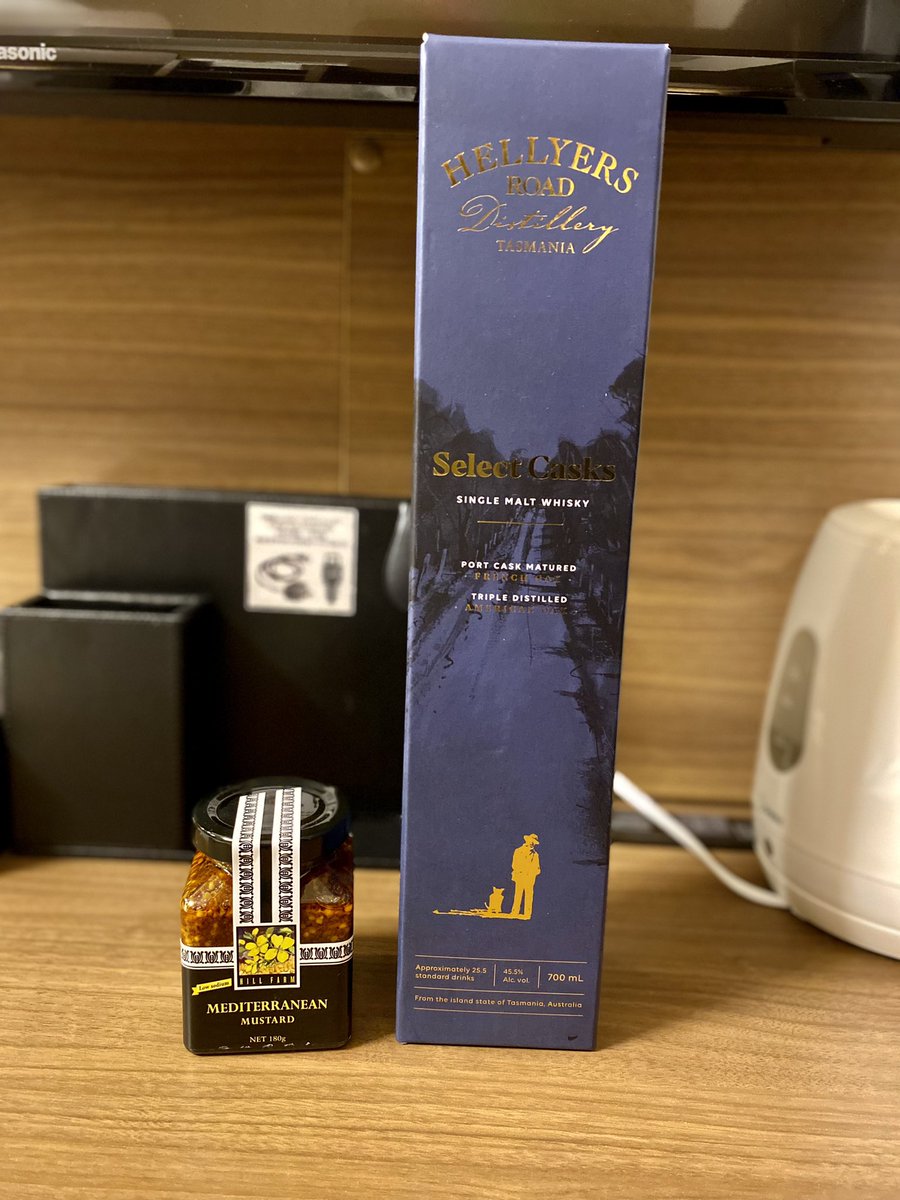 asonic
HELLYERS
ROAD
Distillery
TASMANIA
Select Casks
SINGLE MALT WHISKY
PORT CASK MATURED
· FRENCH OAK ·
TRIPLE DISTILLED
· AMERICAN OAK ·
Approximately 25.5
standard drinks
45.5%
Alc. vol.
700 mL
From the island state of Tasmania, Australia
HILL FARM
Low sodium
MEDITERRANEAN
MUSTARD
NET 180g